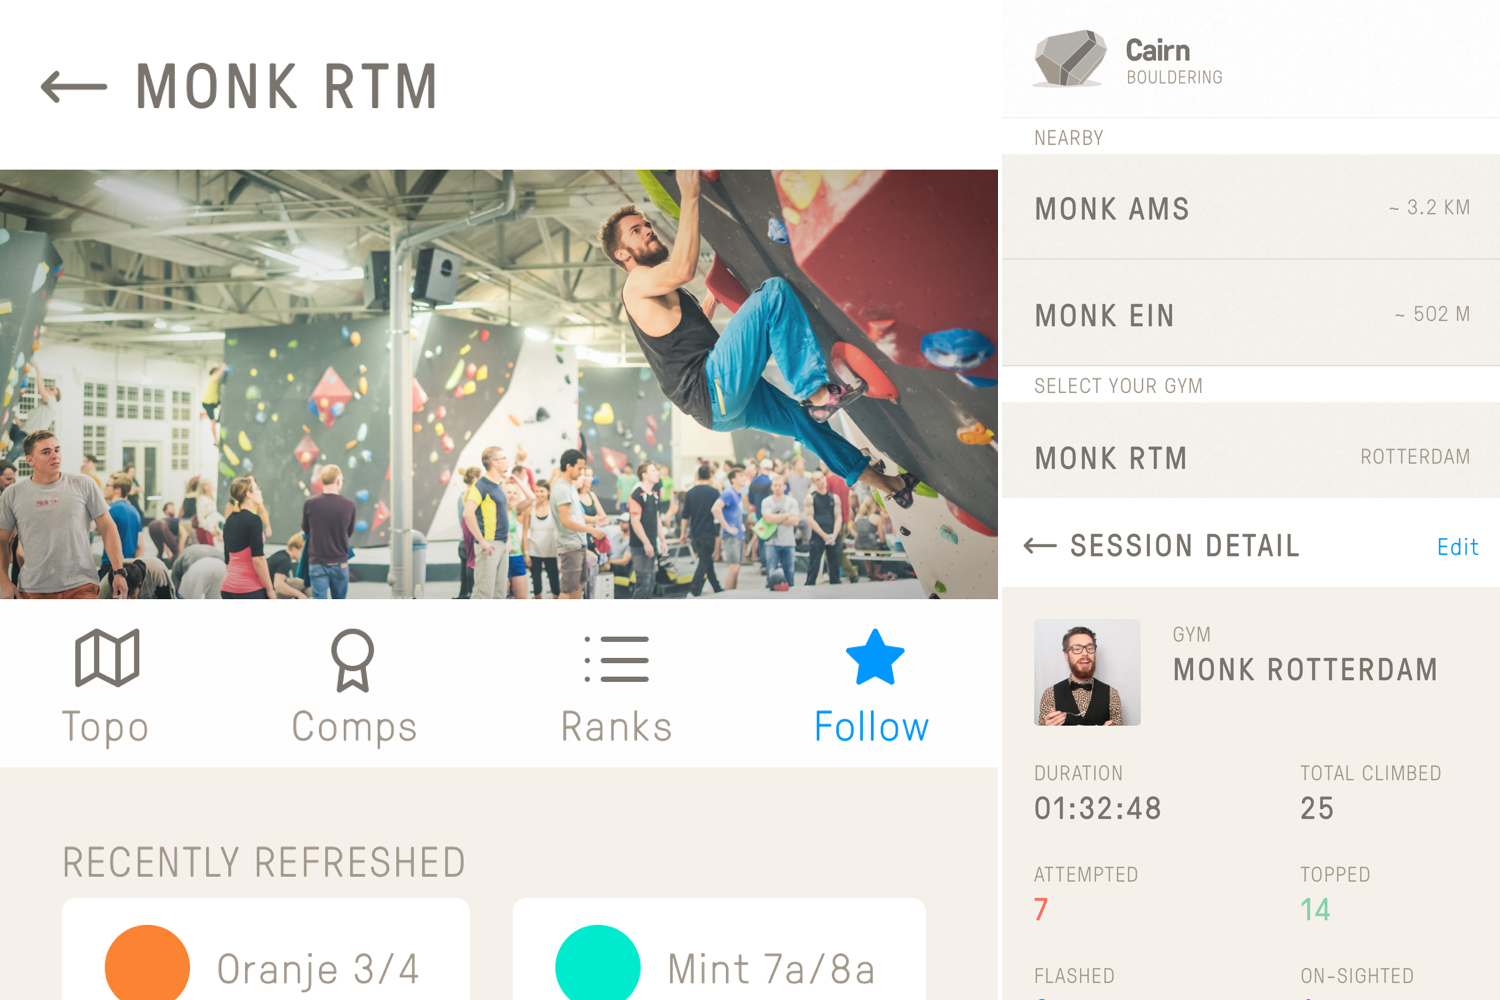 MONK RTM
Topo
Comps
Ranks
Follow
RECENTLY REFRESHED
Oranje 3/4
Mint 7a/8a
Cairn
BOULDERING
NEARBY
MONK AMS
~ 3.2 KM
MONK EIN
~ 502 M
SELECT YOUR GYM
MONK RTM
ROTTERDAM
SESSION DETAIL
Edit
GYM
MONK ROTTERDAM
DURATION
TOTAL CLIMBED
01:32:48
25
ATTEMPTED
TOPPED
7
14
FLASHED
ON-SIGHTED